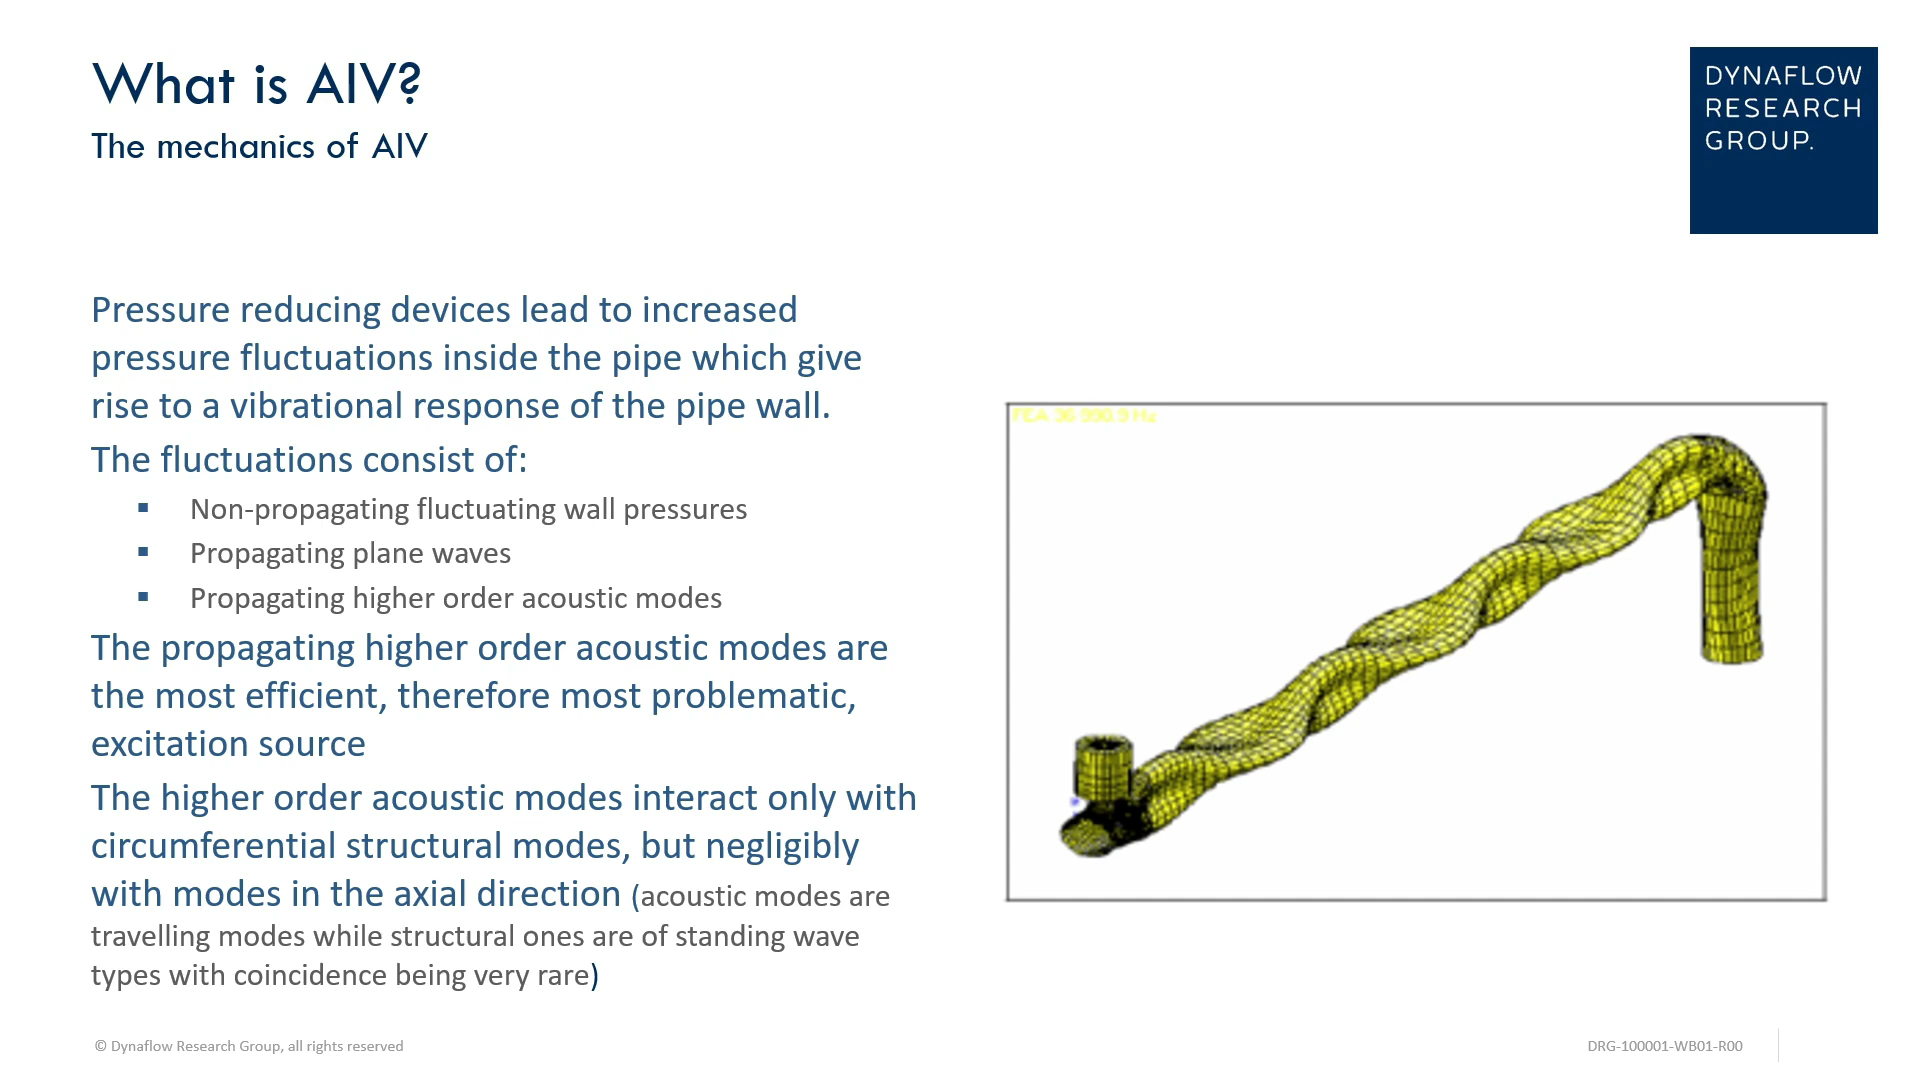 What is AIV?
The mechanics of AIV
DYNAFLOW
RESEARCH
GROUP.
Pressure reducing devices lead to increased
pressure fluctuations inside the pipe which give
rise to a vibrational response of the pipe wall.
The fluctuations consist of:
▪ Non-propagating fluctuating wall pressures
▪ Propagating plane waves
▪ Propagating higher order acoustic modes
The propagating higher order acoustic modes are
the most efficient, therefore most problematic,
excitation source
The higher order acoustic modes interact only with
circumferential structural modes, but negligibly
with modes in the axial direction (acoustic modes are
travelling modes while structural ones are of standing wave
types with coincidence being very rare)
FEA 36 990.9 Hz
© Dynaflow Research Group, all rights reserved
DRG-100001-WB01-R00